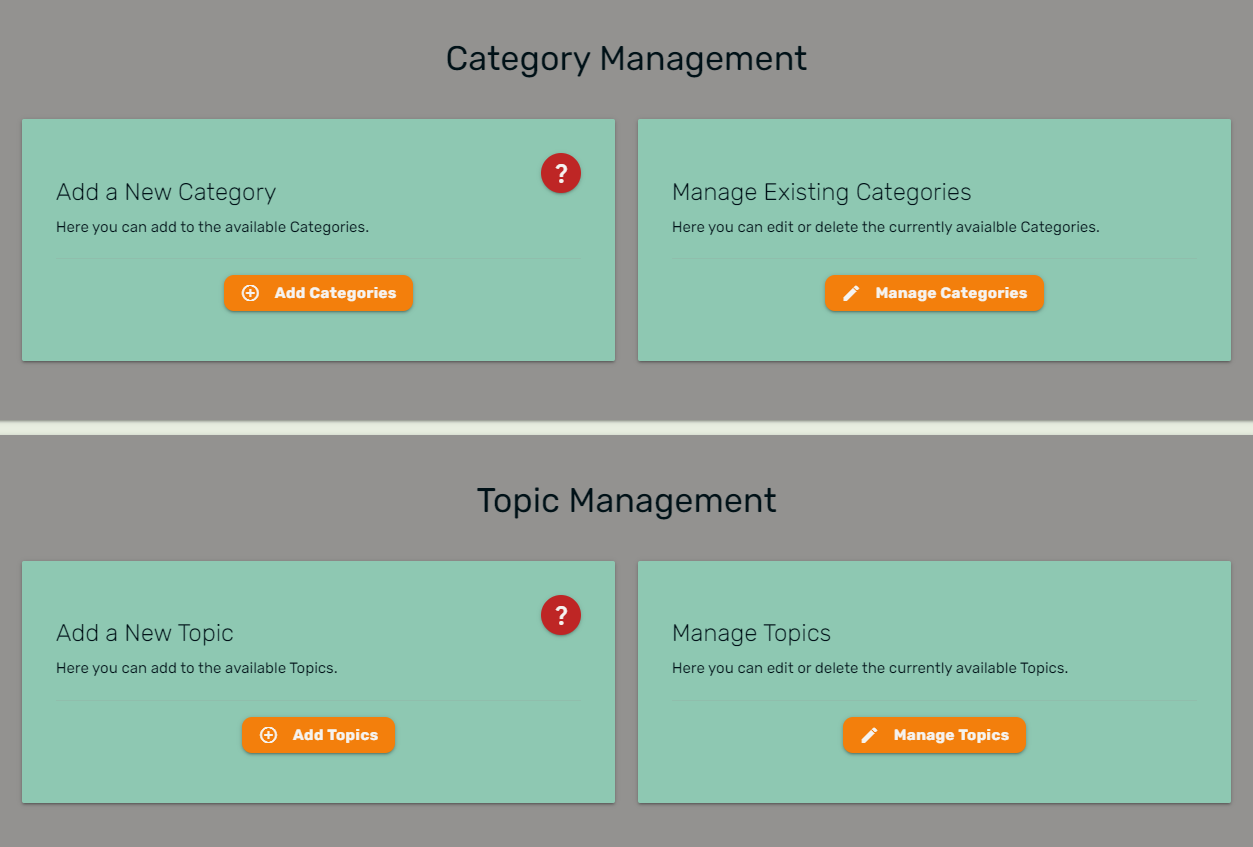 Category Management
?
Add a New Category
Here you can add to the available Categories.
Add Categories
Manage Existing Categories
Here you can edit or delete the currently avaialble Categories.
Manage Categories
Topic Management
?
Add a New Topic
Here you can add to the available Topics.
Add Topics
Manage Topics
Here you can edit or delete the currently available Topics.
Manage Topics